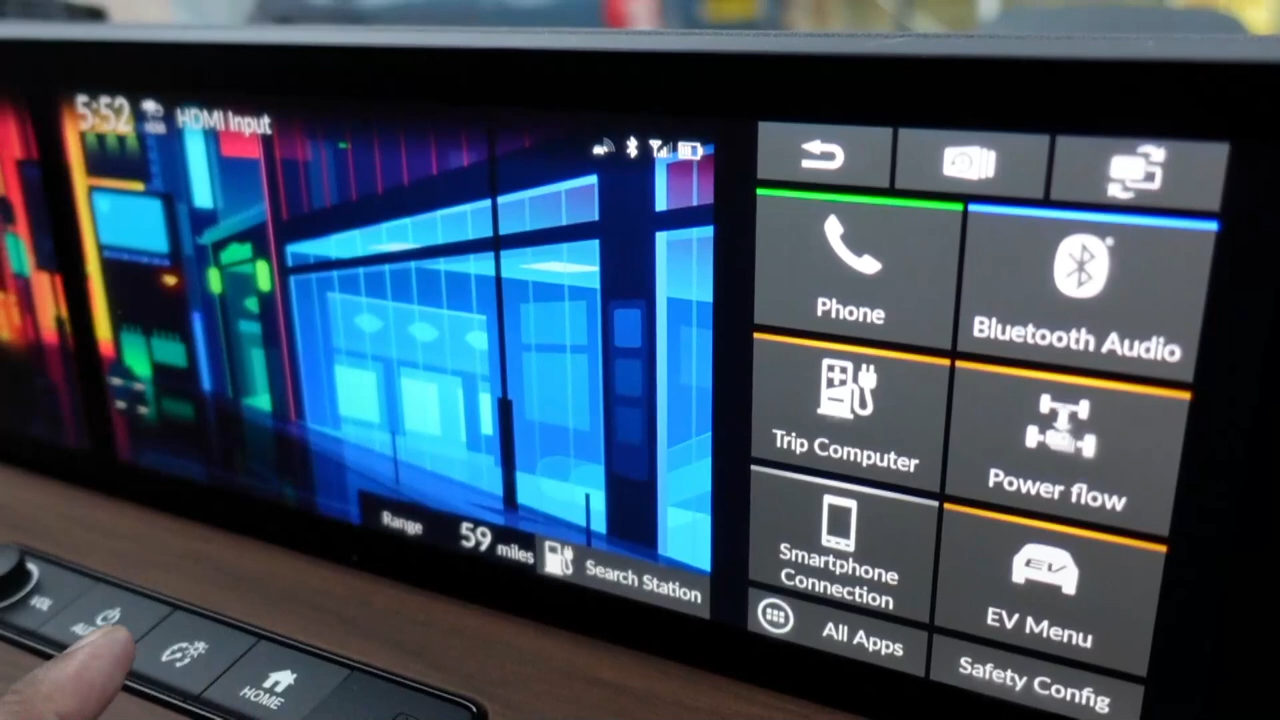 5:52
HDMI Input
Phone
Bluetooth Audio
Trip Computer
Power flow
Smartphone
Connection
EV
EV Menu
All Apps
Safety Config
Range 59 miles
Search Station
VOL
HOME